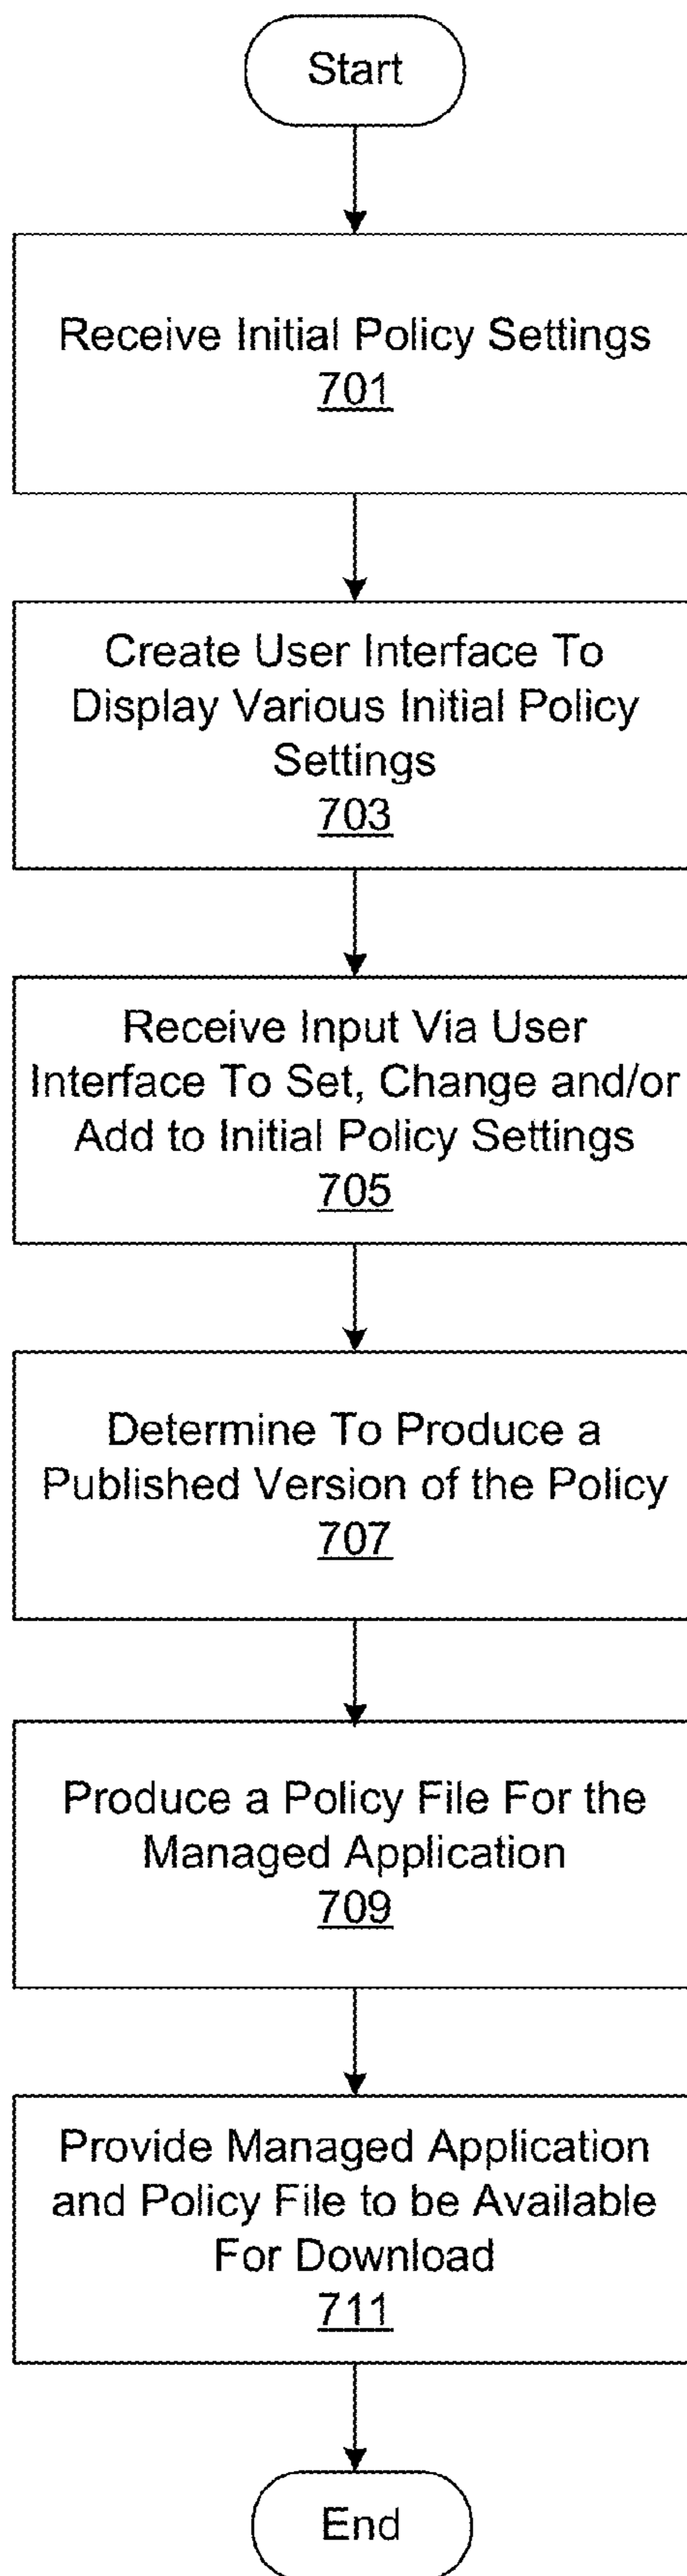 Start
Receive Initial Policy Settings
701
Create User Interface To
Display Various Initial Policy
Settings
703
Receive Input Via User
Interface To Set, Change and/or
Add to Initial Policy Settings
705
Determine To Produce a
Published Version of the Policy
707
Produce a Policy File For the
Managed Application
709
Provide Managed Application
and Policy File to be Available
For Download
711
End